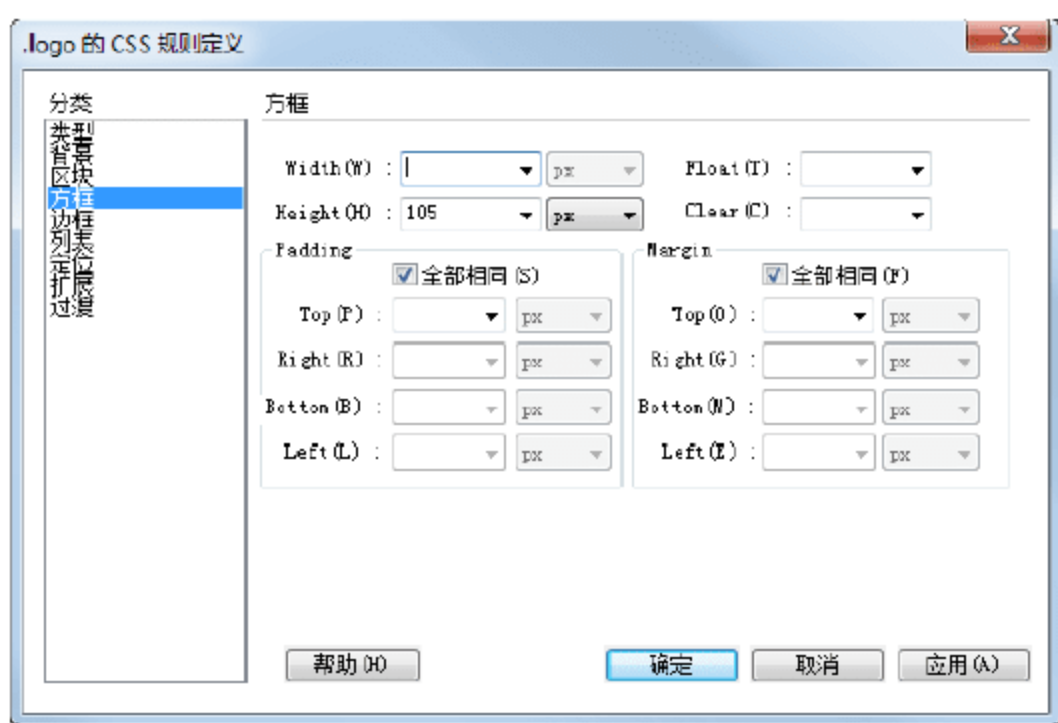 .logo 的 CSS 规则定义
X
分类
类型
背景
区块
方框
边框
列表
定位
扩展
过渡
方框
Width(W) :
px
Float(T) :
Height(H) : 105
px
Clear(C) :
Padding
全部相同(S)
Top(P) :
px
Right(R) :
px
Bottom(B) :
px
Left(L) :
px
Margin
全部相同(F)
Top(O) :
px
Right(G) :
px
Bottom(M) :
px
Left(E) :
px
帮助(H)
确定
取消
应用(A)